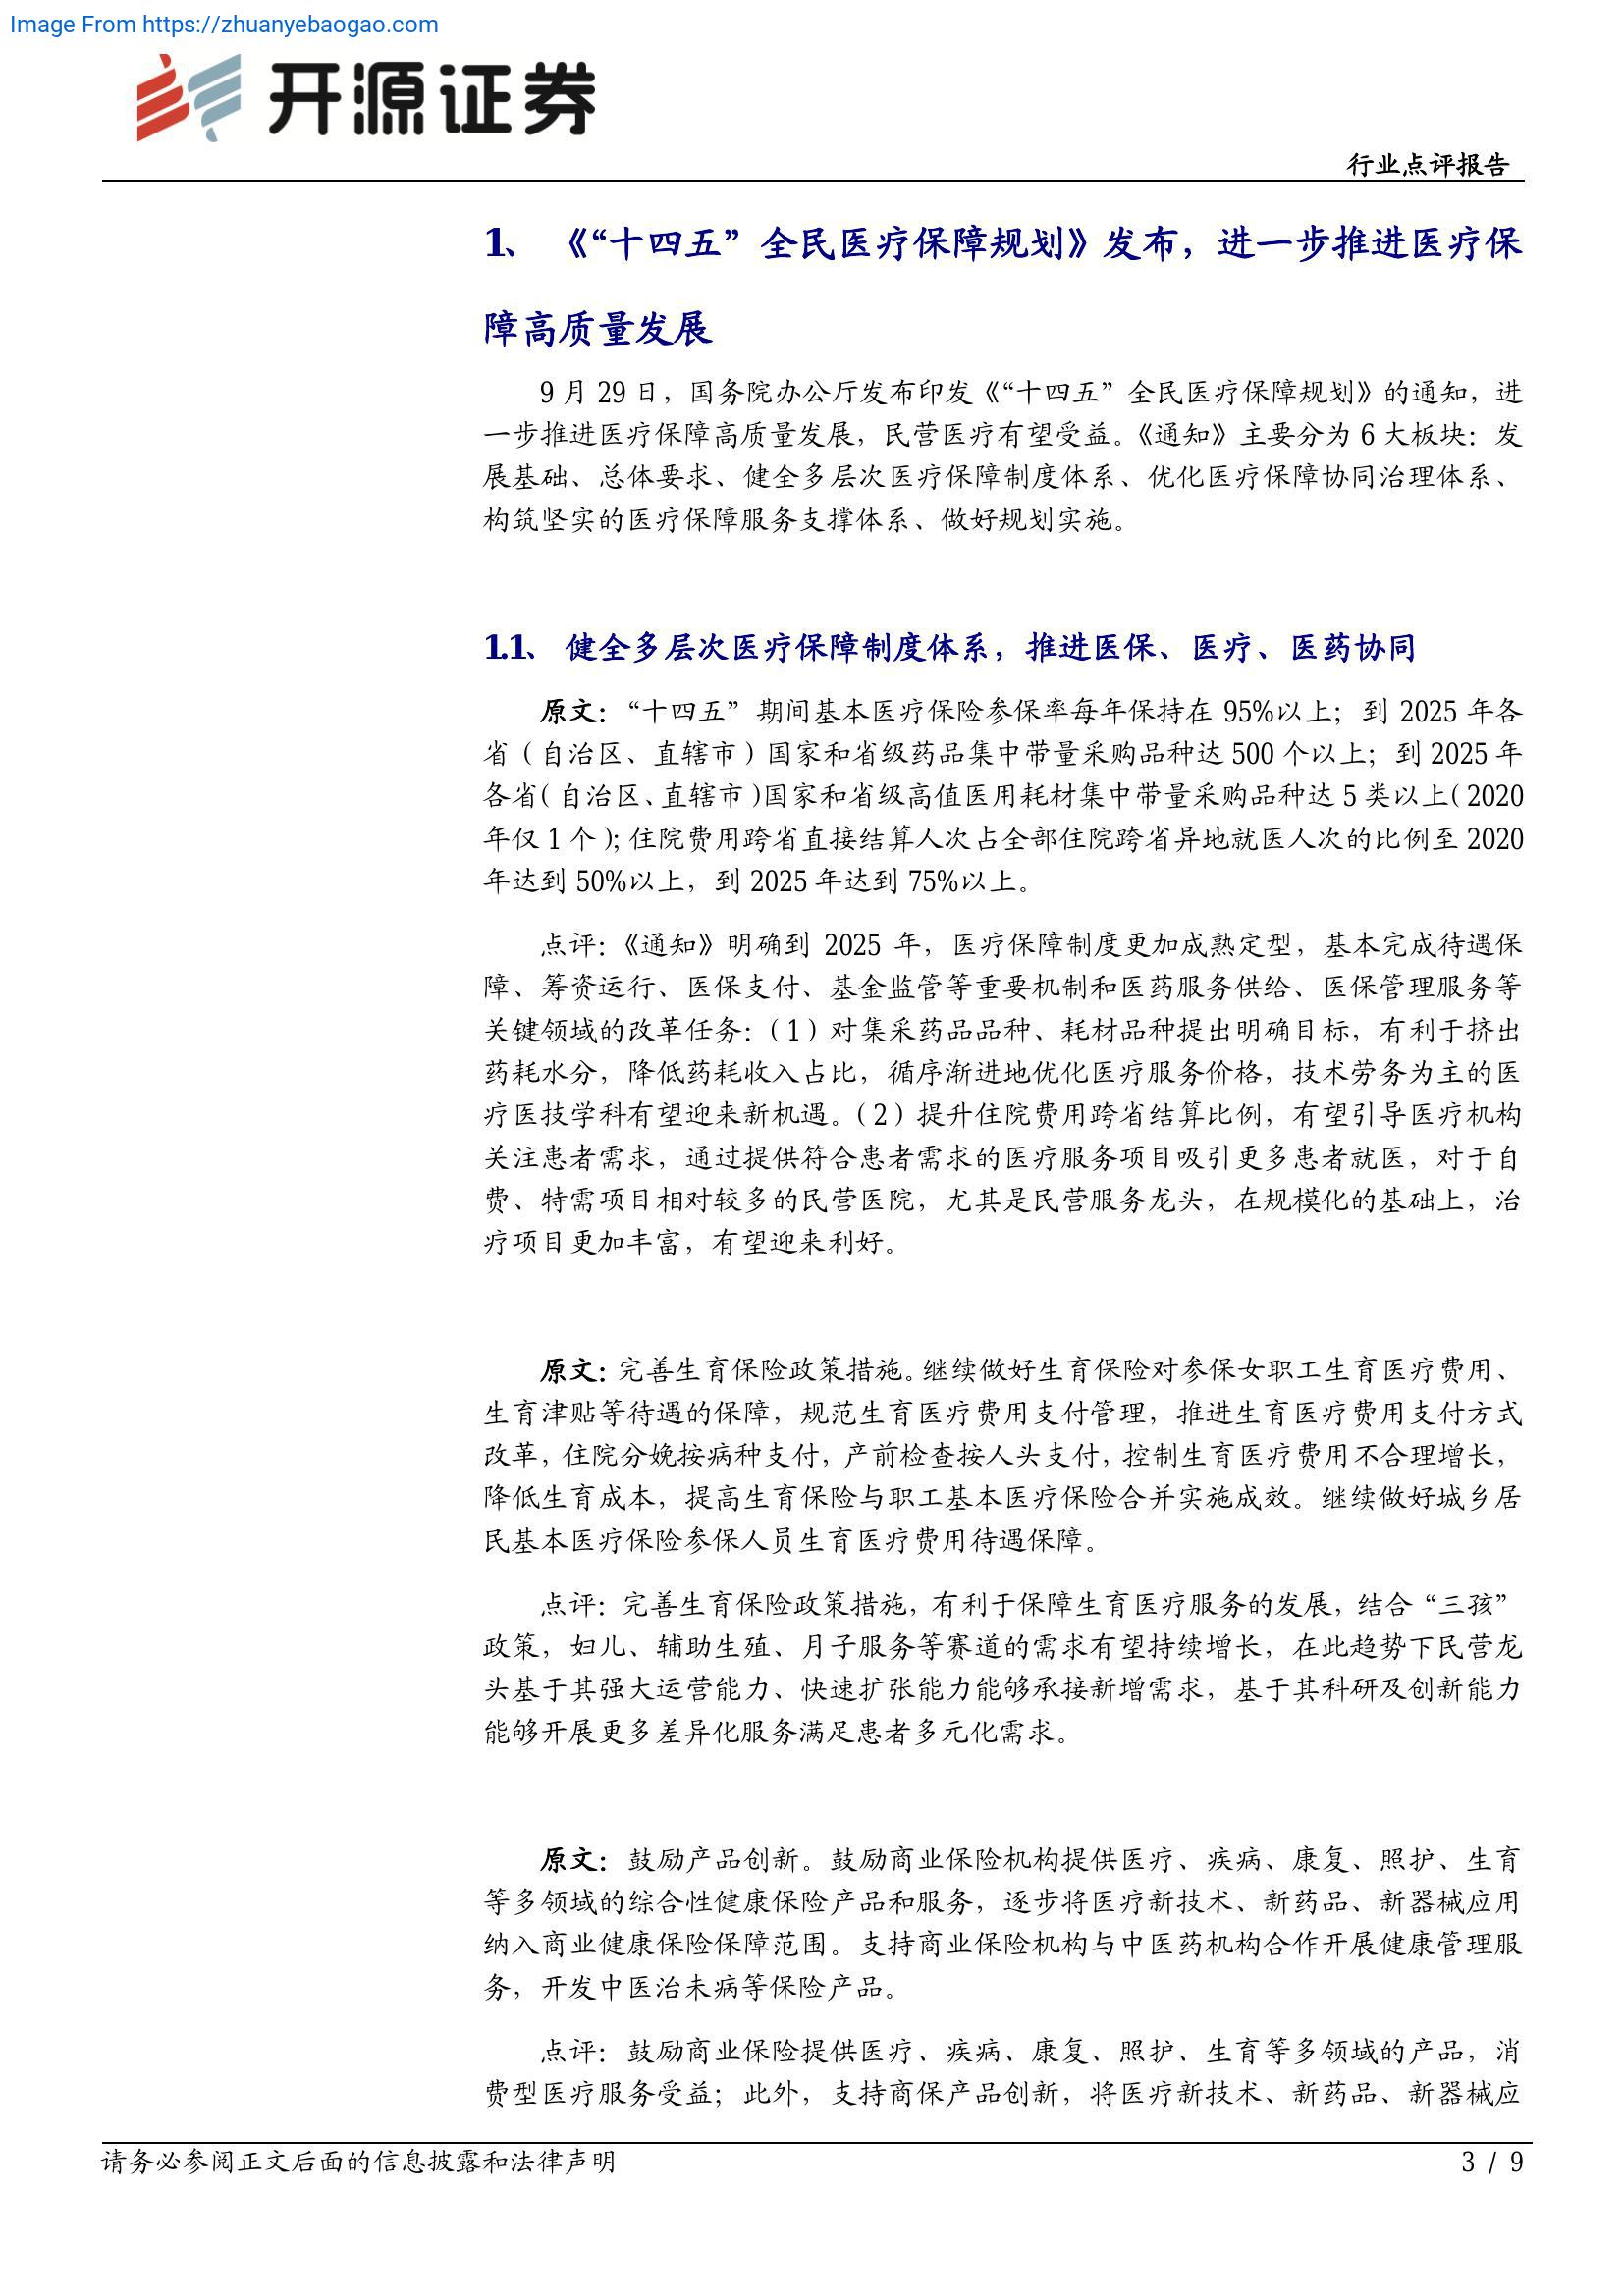 Image From https://zhuanyebaogao.com
开源证券
行业点评报告
1、 《“十四五”全民医疗保障规划》发布，进一步推进医疗保
障高质量发展
9 月 29 日，国务院办公厅发布印发《“十四五”全民医疗保障规划》的通知，进
一步推进医疗保障高质量发展，民营医疗有望受益。《通知》主要分为 6 大板块：发
展基础、总体要求、健全多层次医疗保障制度体系、优化医疗保障协同治理体系、
构筑坚实的医疗保障服务支撑体系、做好规划实施。
1.1、 健全多层次医疗保障制度体系，推进医保、医疗、医药协同
原文：“十四五”期间基本医疗保险参保率每年保持在 95%以上；到 2025 年各
省（自治区、直辖市）国家和省级药品集中带量采购品种达 500 个以上；到 2025 年
各省（自治区、直辖市）国家和省级高值医用耗材集中带量采购品种达 5 类以上（2020
年仅 1 个）；住院费用跨省直接结算人次占全部住院跨省异地就医人次的比例至 2020
年达到 50%以上，到 2025 年达到 75%以上。
点评：《通知》明确到 2025 年，医疗保障制度更加成熟定型，基本完成待遇保
障、筹资运行、医保支付、基金监管等重要机制和医药服务供给、医保管理服务等
关键领域的改革任务：（1）对集采药品品种、耗材品种提出明确目标，有利于挤出
药耗水分，降低药耗收入占比，循序渐进地优化医疗服务价格，技术劳务为主的医
疗医技学科有望迎来新机遇。（2）提升住院费用跨省结算比例，有望引导医疗机构
关注患者需求，通过提供符合患者需求的医疗服务项目吸引更多患者就医，对于自
费、特需项目相对较多的民营医院，尤其是民营服务龙头，在规模化的基础上，治
疗项目更加丰富，有望迎来利好。
原文：完善生育保险政策措施。继续做好生育保险对参保女职工生育医疗费用、
生育津贴等待遇的保障，规范生育医疗费用支付管理，推进生育医疗费用支付方式
改革，住院分娩按病种支付，产前检查按人头支付，控制生育医疗费用不合理增长，
降低生育成本，提高生育保险与职工基本医疗保险合并实施成效。继续做好城乡居
民基本医疗保险参保人员生育医疗费用待遇保障。
点评：完善生育保险政策措施，有利于保障生育医疗服务的发展，结合“三孩”
政策，妇儿、辅助生殖、月子服务等赛道的需求有望持续增长，在此趋势下民营龙
头基于其强大运营能力、快速扩张能力能够承接新增需求，基于其科研及创新能力
能够开展更多差异化服务满足患者多元化需求。
原文：鼓励产品创新。鼓励商业保险机构提供医疗、疾病、康复、照护、生育
等多领域的综合性健康保险产品和服务，逐步将医疗新技术、新药品、新器械应用
纳入商业健康保险保障范围。支持商业保险机构与中医药机构合作开展健康管理服
务，开发中医治未病等保险产品。
点评：鼓励商业保险提供医疗、疾病、康复、照护、生育等多领域的产品，消
费型医疗服务受益；此外，支持商保产品创新，将医疗新技术、新药品、新器械应
请务必参阅正文后面的信息披露和法律声明
3 / 9